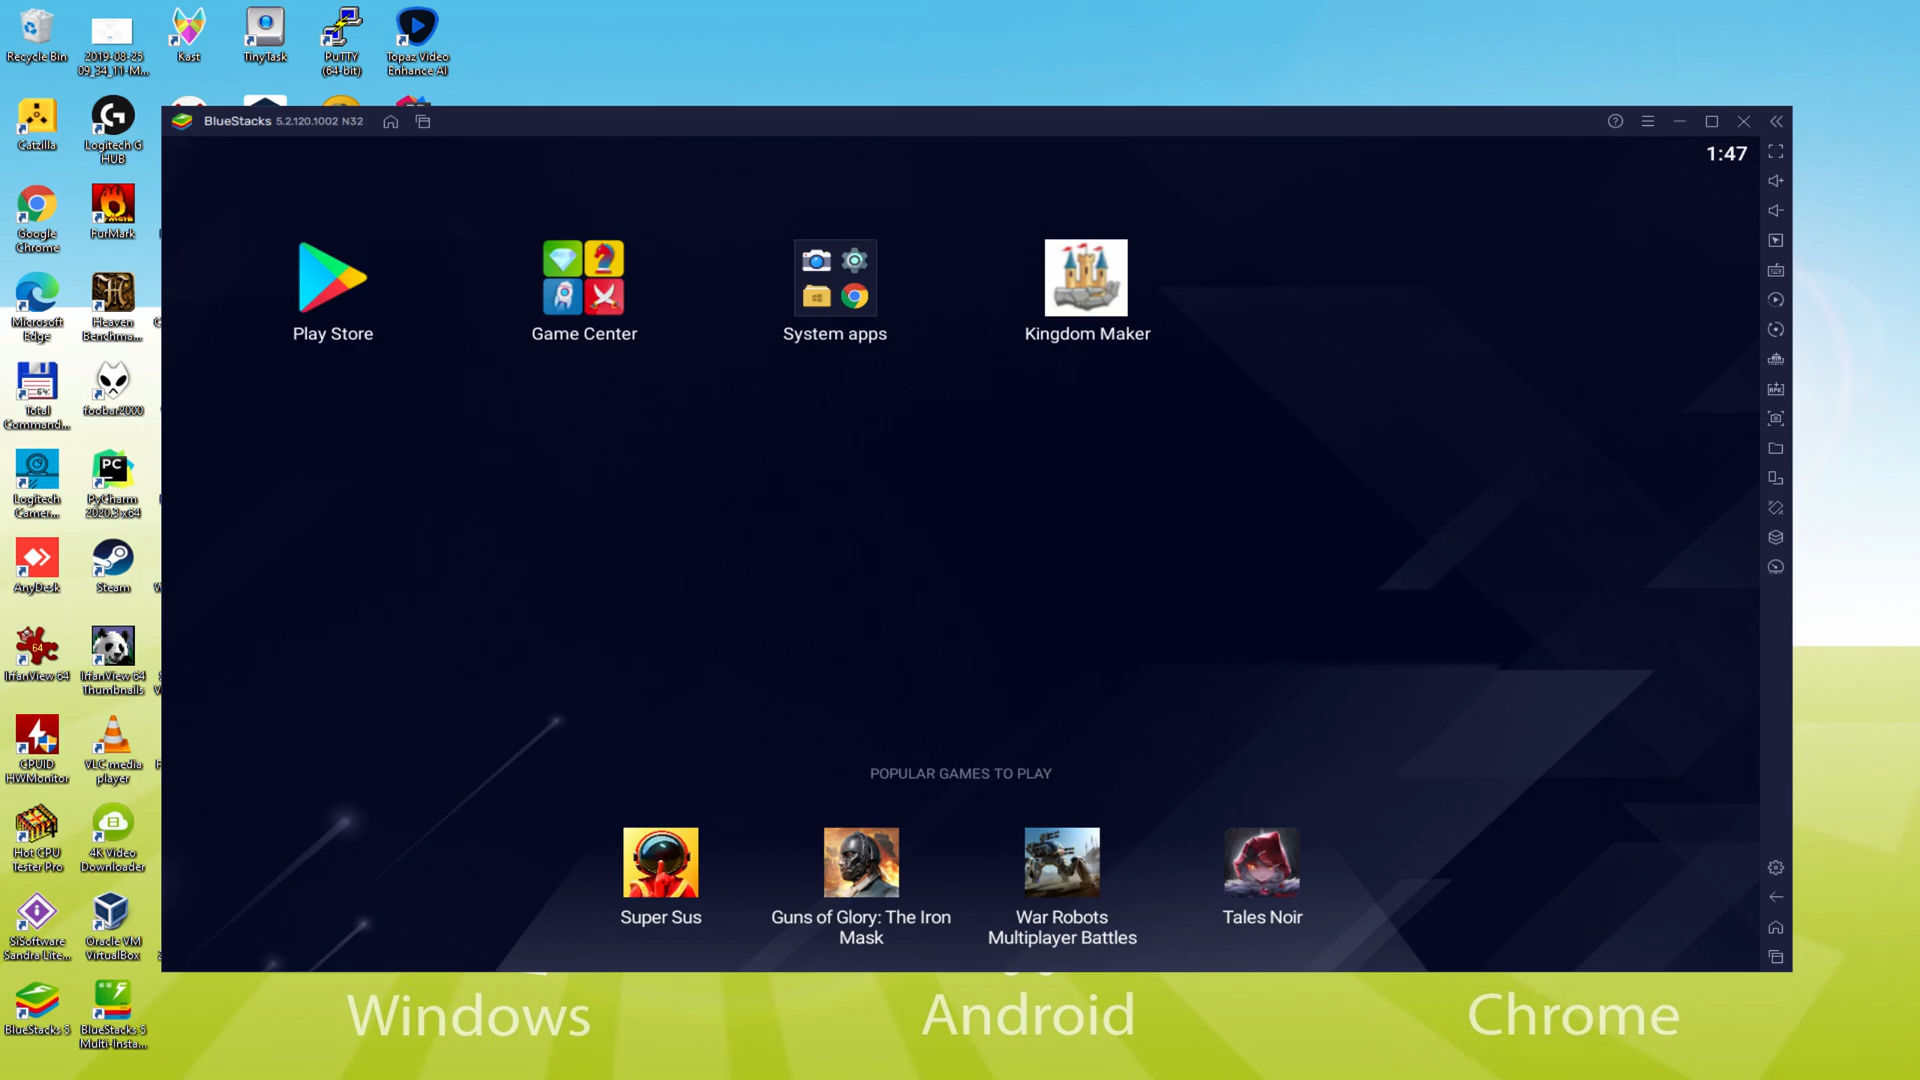 Recycle Bin
2019-08-25
09_34_11-M...
Kast
TinyTask
PuTTY
(64-bit)
Topaz Video
Enhance AI
Catzilla
Logitech G
HUB
Google
Chrome
FurMark
Microsoft
Edge
Heaven
Benchma...
Total
Command...
foobar2000
Logitech
Camer...
PyCharm
2020.3 x64
AnyDesk
Steam
IrfanView 64
IrfanView 64
Thumbnails
CPUID
HWMonitor
VLC media
player
Hot CPU
Tester Pro
4K Video
Downloader
SiSoftware
Sandra Lite...
Oracle VM
VirtualBox
BlueStacks 5
BlueStacks 5
Multi-Insta...
BlueStacks 5.2.120.1002 N32
1:47
Play Store
Game Center
System apps
Kingdom Maker
POPULAR GAMES TO PLAY
Super Sus
Guns of Glory: The Iron
Mask
War Robots
Multiplayer Battles
Tales Noir
Windows
Android
Chrome